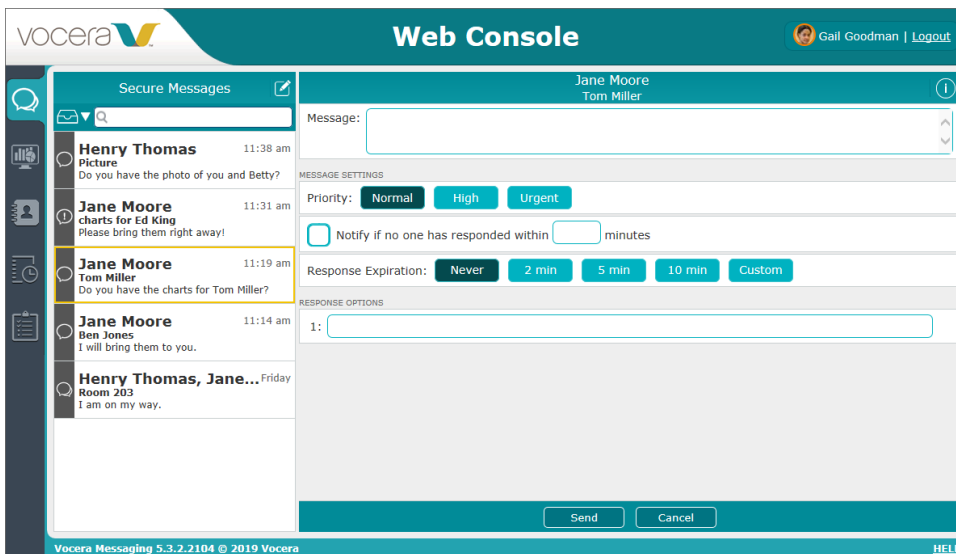 vocera
Web Console
Gail Goodman | Logout
Secure Messages
Henry Thomas 11:38 am
Picture
Do you have the photo of you and Betty?
Jane Moore 11:31 am
charts for Ed King
Please bring them right away!
Jane Moore 11:19 am
Tom Miller
Do you have the charts for Tom Miller?
Jane Moore 11:14 am
Ben Jones
I will bring them to you.
Henry Thomas, Jane... Friday
Room 203
I am on my way.
Jane Moore
Tom Miller
Message:
MESSAGE SETTINGS
Priority: Normal High Urgent
Notify if no one has responded within minutes
Response Expiration: Never 2 min 5 min 10 min Custom
RESPONSE OPTIONS
1:
Send Cancel
Vocera Messaging 5.3.2.2104 © 2019 Vocera
HELP